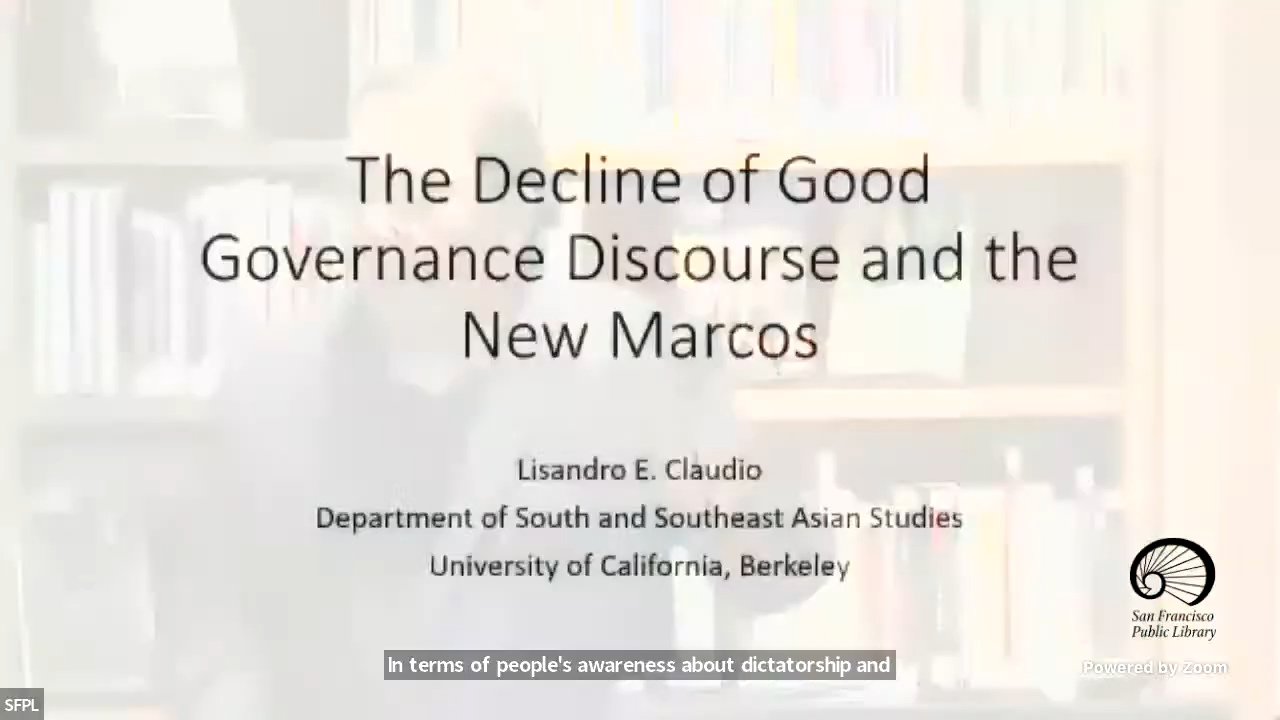 The Decline of Good
Governance Discourse and the
New Marcos
Lisandro E. Claudio
Department of South and Southeast Asian Studies
University of California, Berkeley
San Francisco
Public Library
In terms of people's awareness about dictatorship and
Powered by Zoom
SFPL